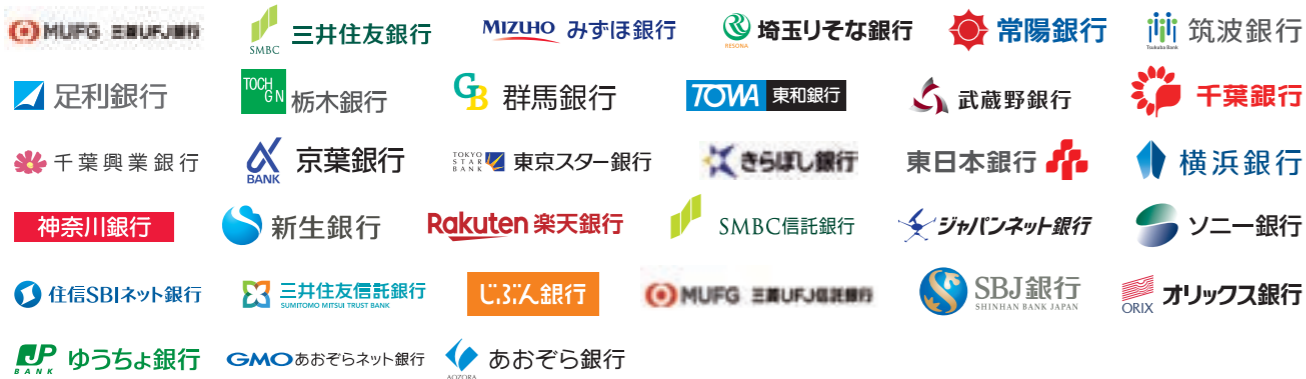 MUFG 三菱UFJ銀行
SMBC 三井住友銀行
MIZUHO みずほ銀行
RESONA 埼玉りそな銀行
常陽銀行
Tsukuba Bank 筑波銀行
足利銀行
TOCHGN 栃木銀行
GB 群馬銀行
TOWA 東和銀行
武蔵野銀行
千葉銀行
千葉興業銀行
BANK 京葉銀行
TOKYO STAR BANK 東京スター銀行
きらぼし銀行
東日本銀行
横浜銀行
神奈川銀行
新生銀行
Rakuten 楽天銀行
SMBC信託銀行
ジャパンネット銀行
ソニー銀行
住信SBIネット銀行
三井住友信託銀行
SUMITOMO MITSUI TRUST BANK
じぶん銀行
MUFG 三菱UFJ信託銀行
SBJ銀行
SHINHAN BANK JAPAN
ORIX オリックス銀行
JP BANK ゆうちょ銀行
GMOあおぞらネット銀行
AOZORA あおぞら銀行